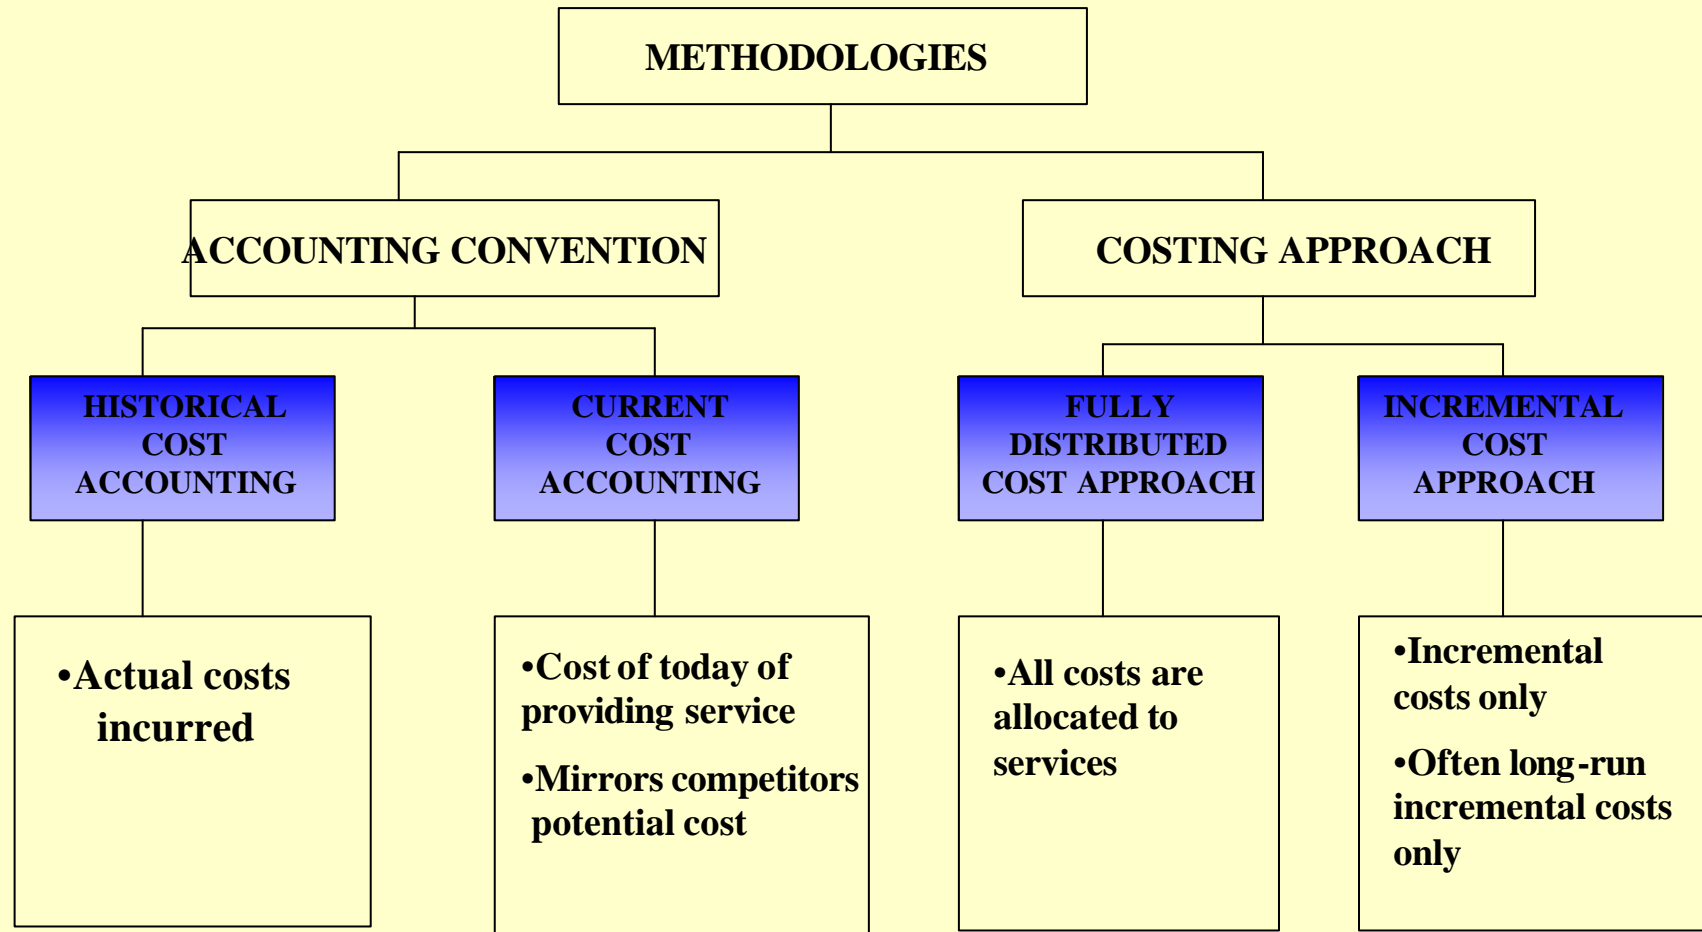 METHODOLOGIES
ACCOUNTING CONVENTION
COSTING APPROACH
HISTORICAL
COST
ACCOUNTING
CURRENT
COST
ACCOUNTING
FULLY
DISTRIBUTED
COST APPROACH
INCREMENTAL
COST
APPROACH
•Actual costs
incurred
•Cost of today of
providing service
•Mirrors competitors
potential cost
•All costs are
allocated to
services
•Incremental
costs only
•Often long-run
incremental costs
only